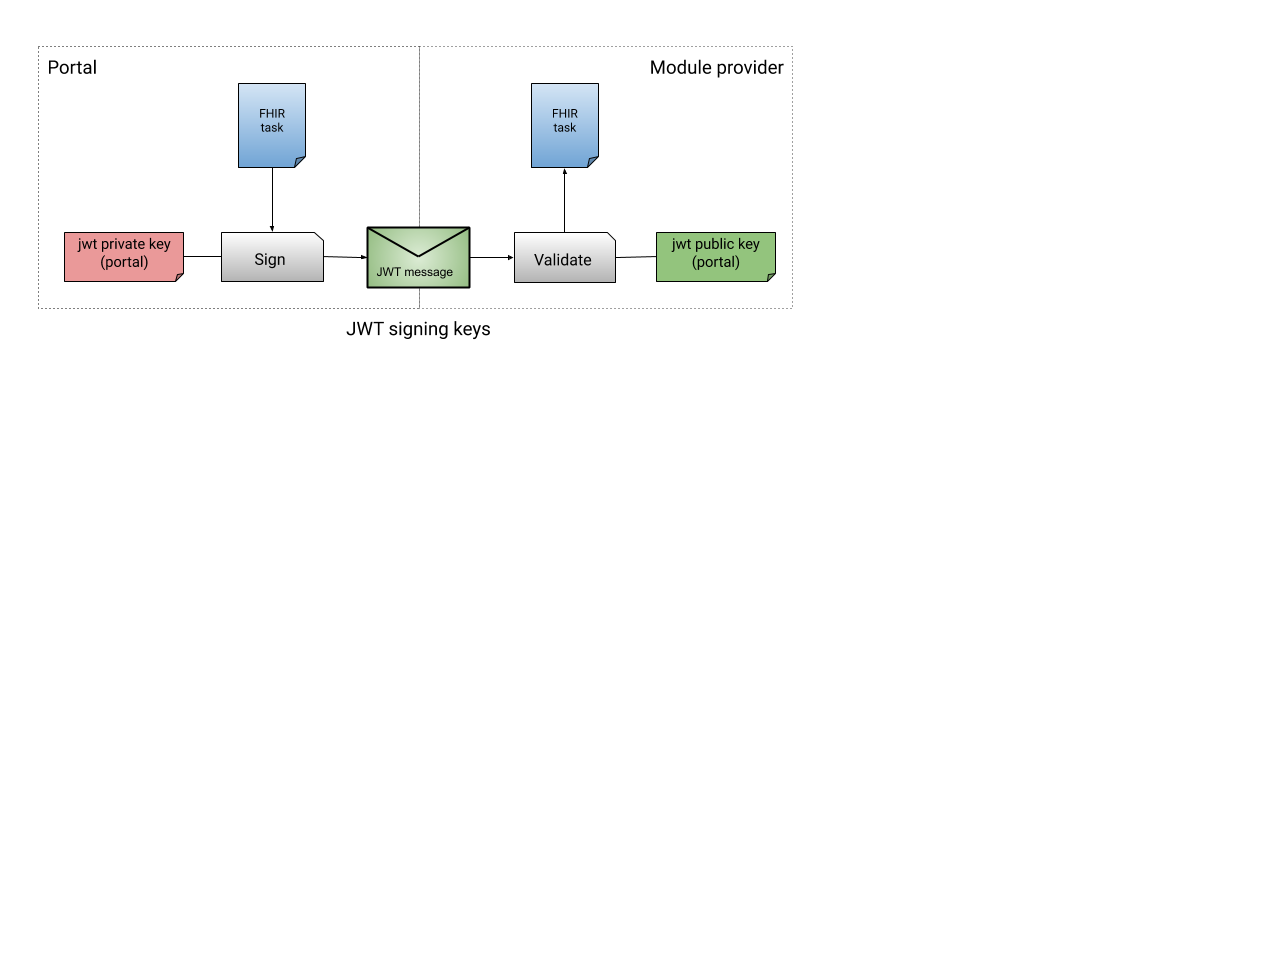 Portal
Module provider
FHIR
task
FHIR
task
jwt private key
(portal)
Sign
JWT message
Validate
jwt public key
(portal)
JWT signing keys